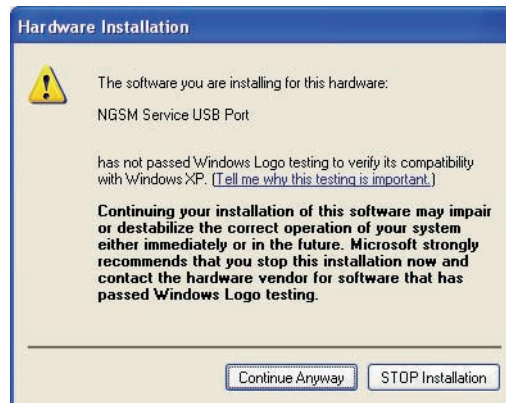 Hardware Installation
The software you are installing for this hardware:
NGSM Service USB Port
has not passed Windows Logo testing to verify its compatibility
with Windows XP. (Tell me why this testing is important.)
Continuing your installation of this software may impair
or destabilize the correct operation of your system
either immediately or in the future. Microsoft strongly
recommends that you stop this installation now and
contact the hardware vendor for software that has
passed Windows Logo testing.
Continue Anyway
STOP Installation